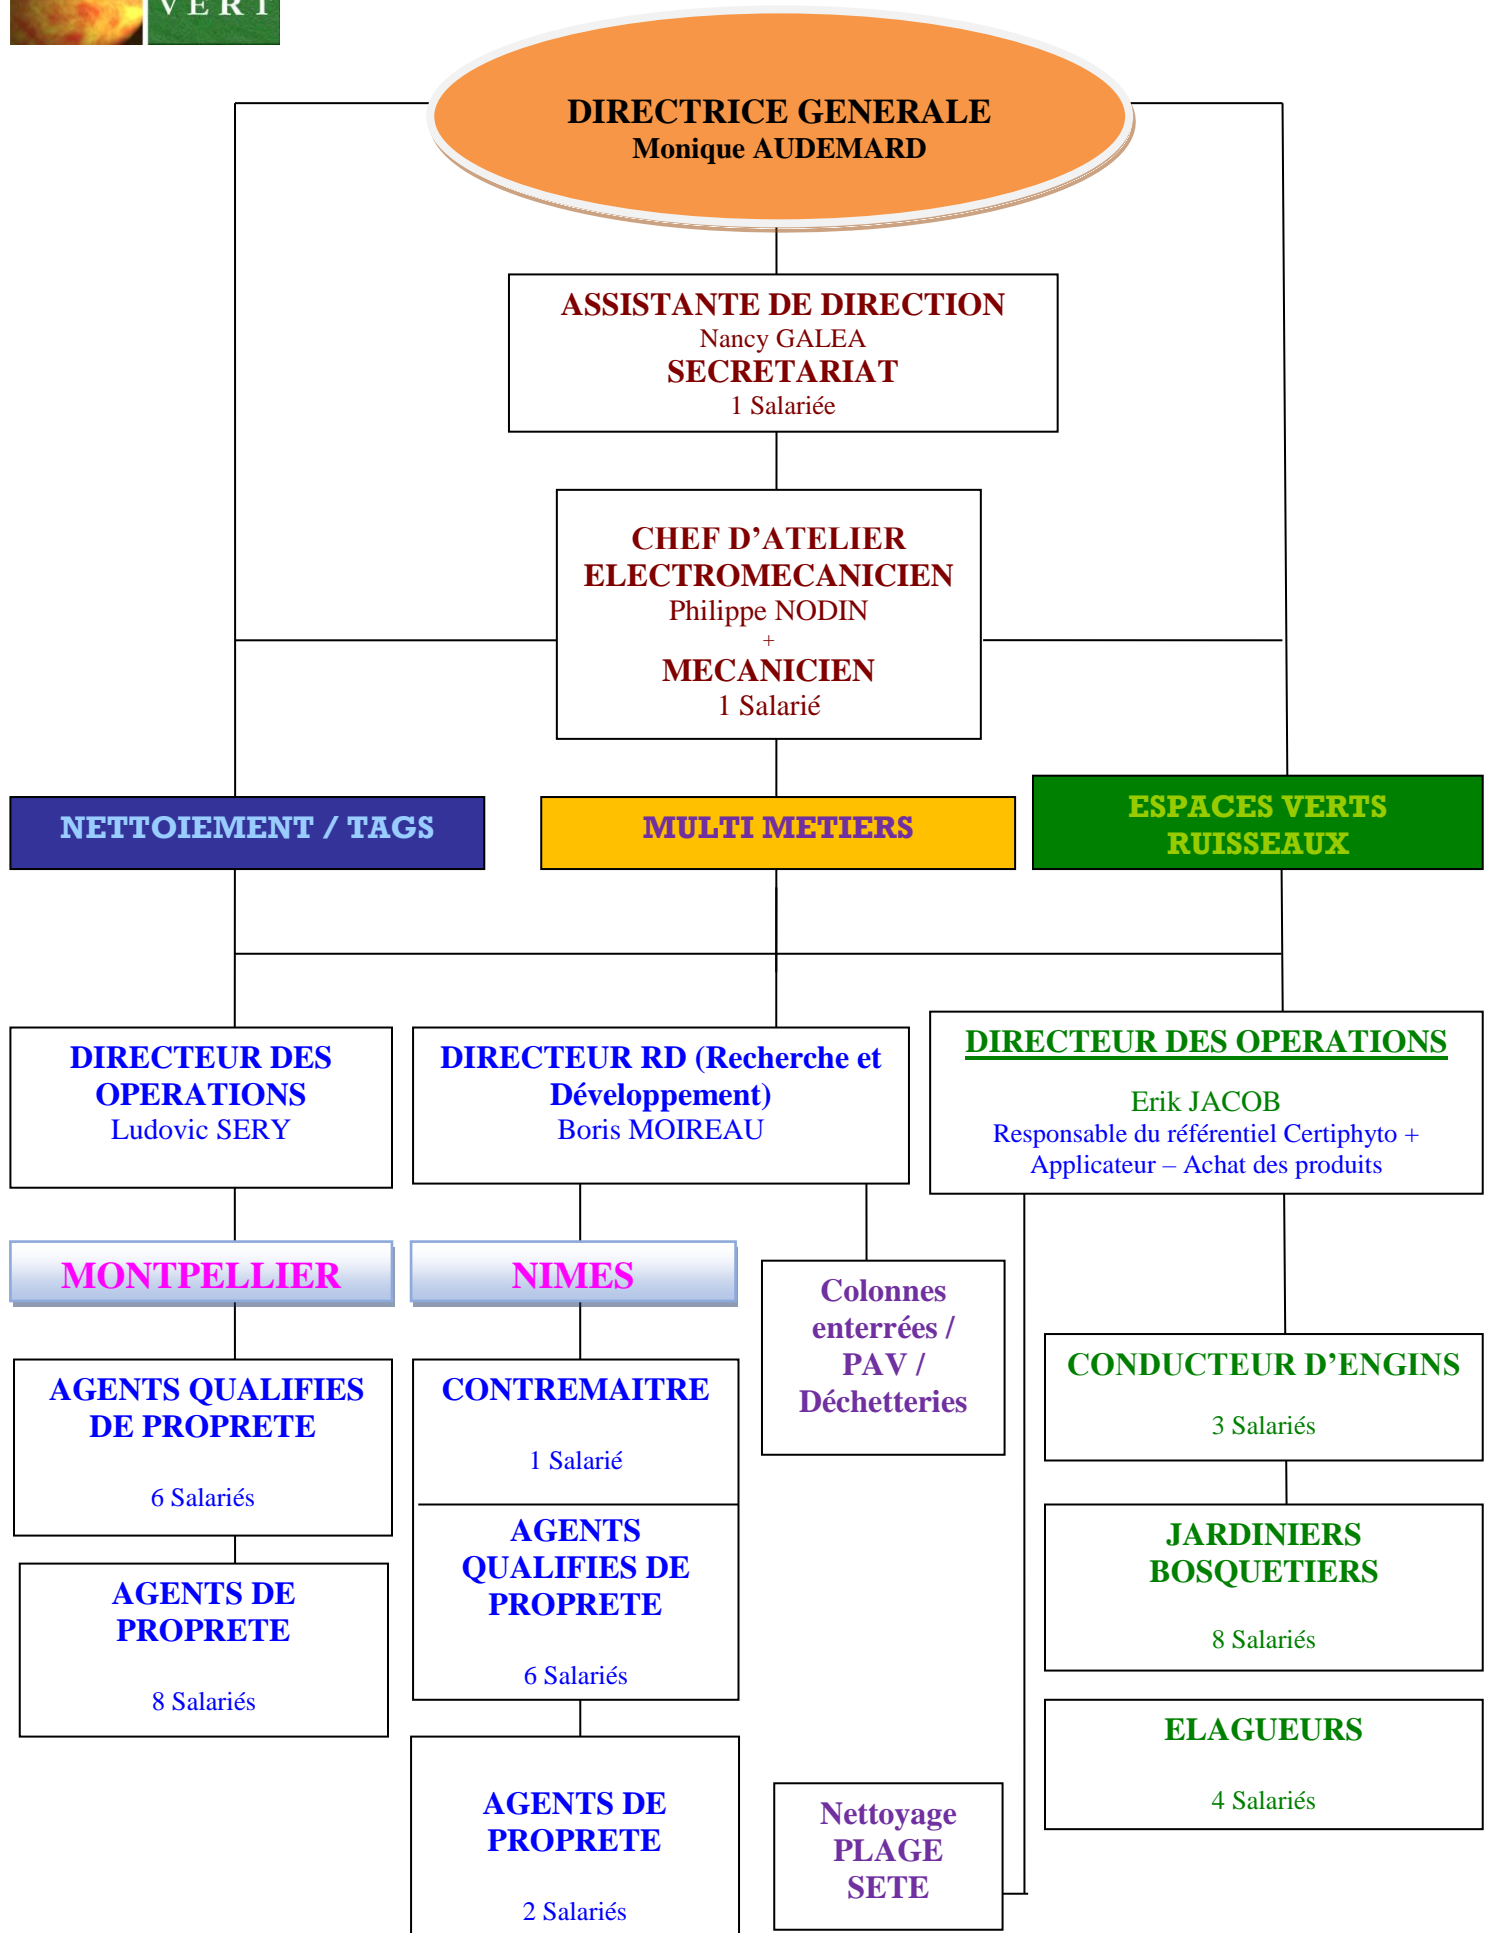 VERT
DIRECTRICE GENERALE
Monique AUDEMARD
ASSISTANTE DE DIRECTION
Nancy GALEA
SECRETARIAT
1 Salariée
CHEF D’ATELIER
ELECTROMECANICIEN
Philippe NODIN
+
MECANICIEN
1 Salarié
NETTOIEMENT / TAGS
MULTI METIERS
ESPACES VERTS
RUISSEAUX
DIRECTEUR DES
OPERATIONS
Ludovic SERY
DIRECTEUR RD (Recherche et
Développement)
Boris MOIREAU
DIRECTEUR DES OPERATIONS
Erik JACOB
Responsable du référentiel Certiphyto +
Applicateur – Achat des produits
MONTPELLIER
NIMES
Colonnes
enterrées /
PAV /
Déchetteries
AGENTS QUALIFIES
DE PROPRETE
6 Salariés
CONTREMAITRE
1 Salarié
CONDUCTEUR D’ENGINS
3 Salariés
AGENTS DE
PROPRETE
8 Salariés
AGENTS
QUALIFIES DE
PROPRETE
6 Salariés
JARDINIERS
BOSQUETIERS
8 Salariés
ELAGUEURS
4 Salariés
AGENTS DE
PROPRETE
2 Salariés
Nettoyage
PLAGE
SETE